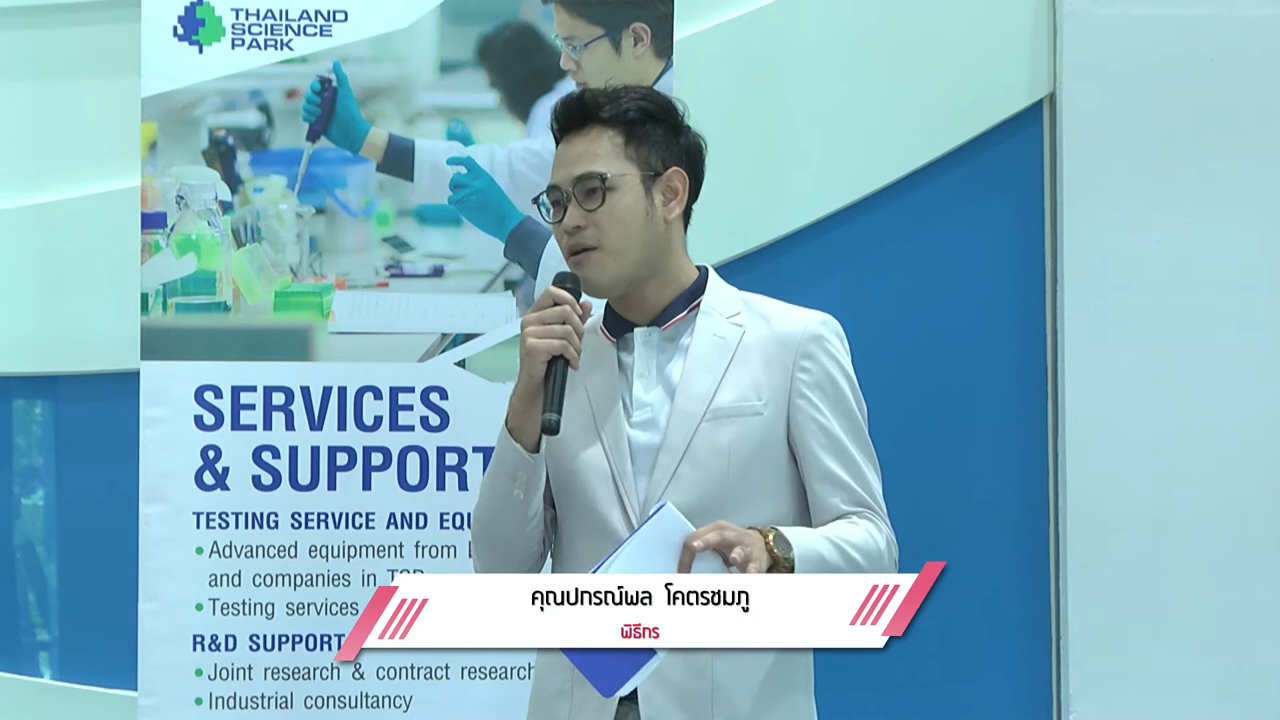 THAILAND
SCIENCE
PARK
SERVICES
& SUPPORT
TESTING SERVICE AND
• Advanced equipment from
and companies in
• Testing services
R&D SUPPORT
• Joint research & contract research
• Industrial consultancy
คุณปกรณ์พล โคตรชมภู
พิธีกร